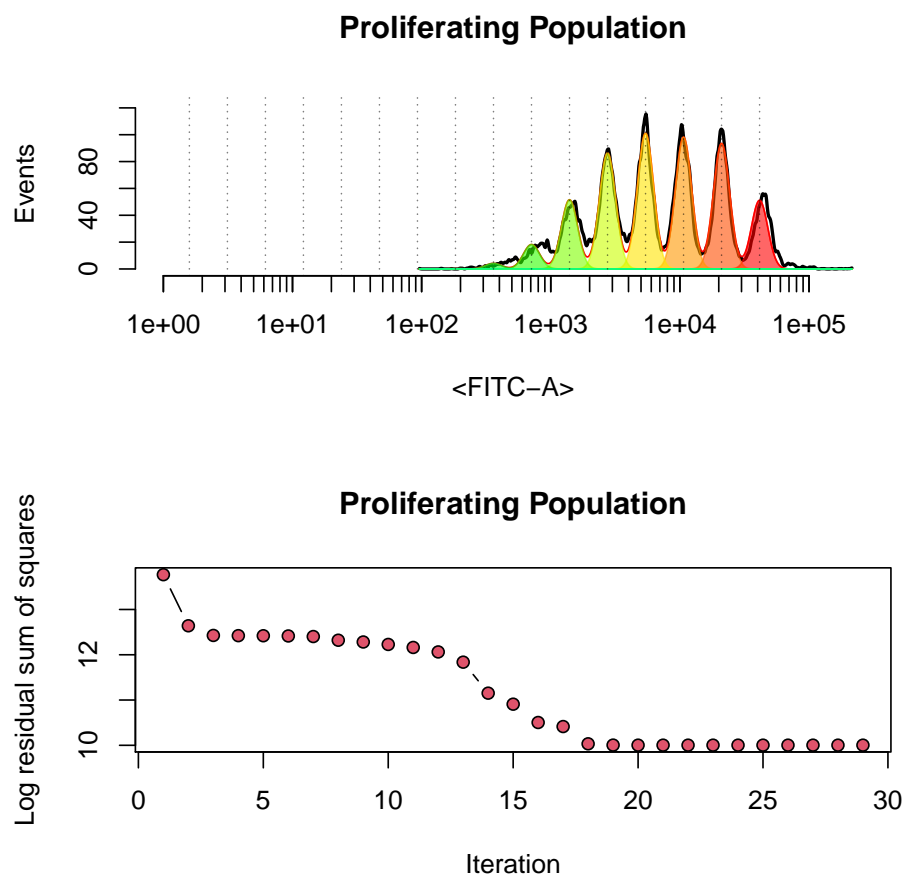 Proliferating Population
Events
0 40 80
1e+00 1e+01 1e+02 1e+03 1e+04 1e+05
<FITC−A>
Proliferating Population
Log residual sum of squares
10 12
0 5 10 15 20 25 30
Iteration